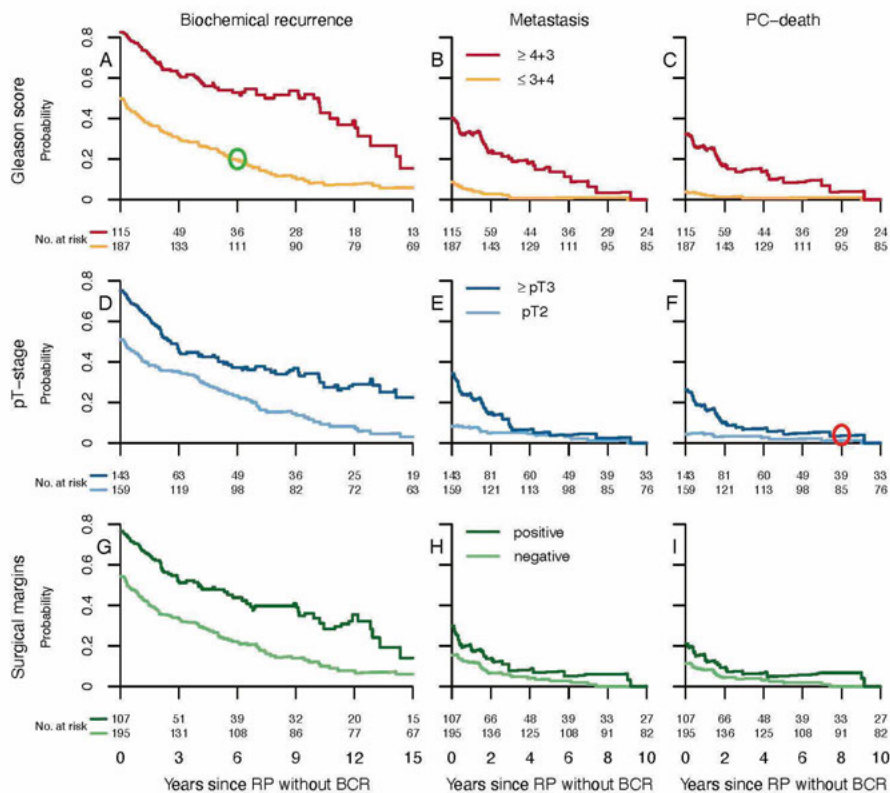 Biochemical recurrence Metastasis PC−death
Gleason score
Probability
0.8
0.6
0.4
0.2
0
A
B
≥ 4+3
≤ 3+4
C
No. at risk
115 49 36 28 18 13
187 133 111 90 79 69
115 59 44 36 29 24
187 143 129 111 95 85
115 59 44 36 29 24
187 143 129 111 95 85
pT−stage
Probability
0.8
0.6
0.4
0.2
0
D
E
≥ pT3
pT2
F
No. at risk
143 63 49 36 25 19
159 119 98 82 72 63
143 81 60 49 39 33
159 121 113 98 85 76
143 81 60 49 39 33
159 121 113 98 85 76
Surgical margins
Probability
0.8
0.6
0.4
0.2
0
G
H
positive
negative
I
No. at risk
107 51 39 32 20 15
195 131 108 86 77 67
107 66 48 39 33 27
195 136 125 108 91 82
107 66 48 39 33 27
195 136 125 108 91 82
0 3 6 9 12 15
0 2 4 6 8 10
0 2 4 6 8 10
Years since RP without BCR
Years since RP without BCR
Years since RP without BCR